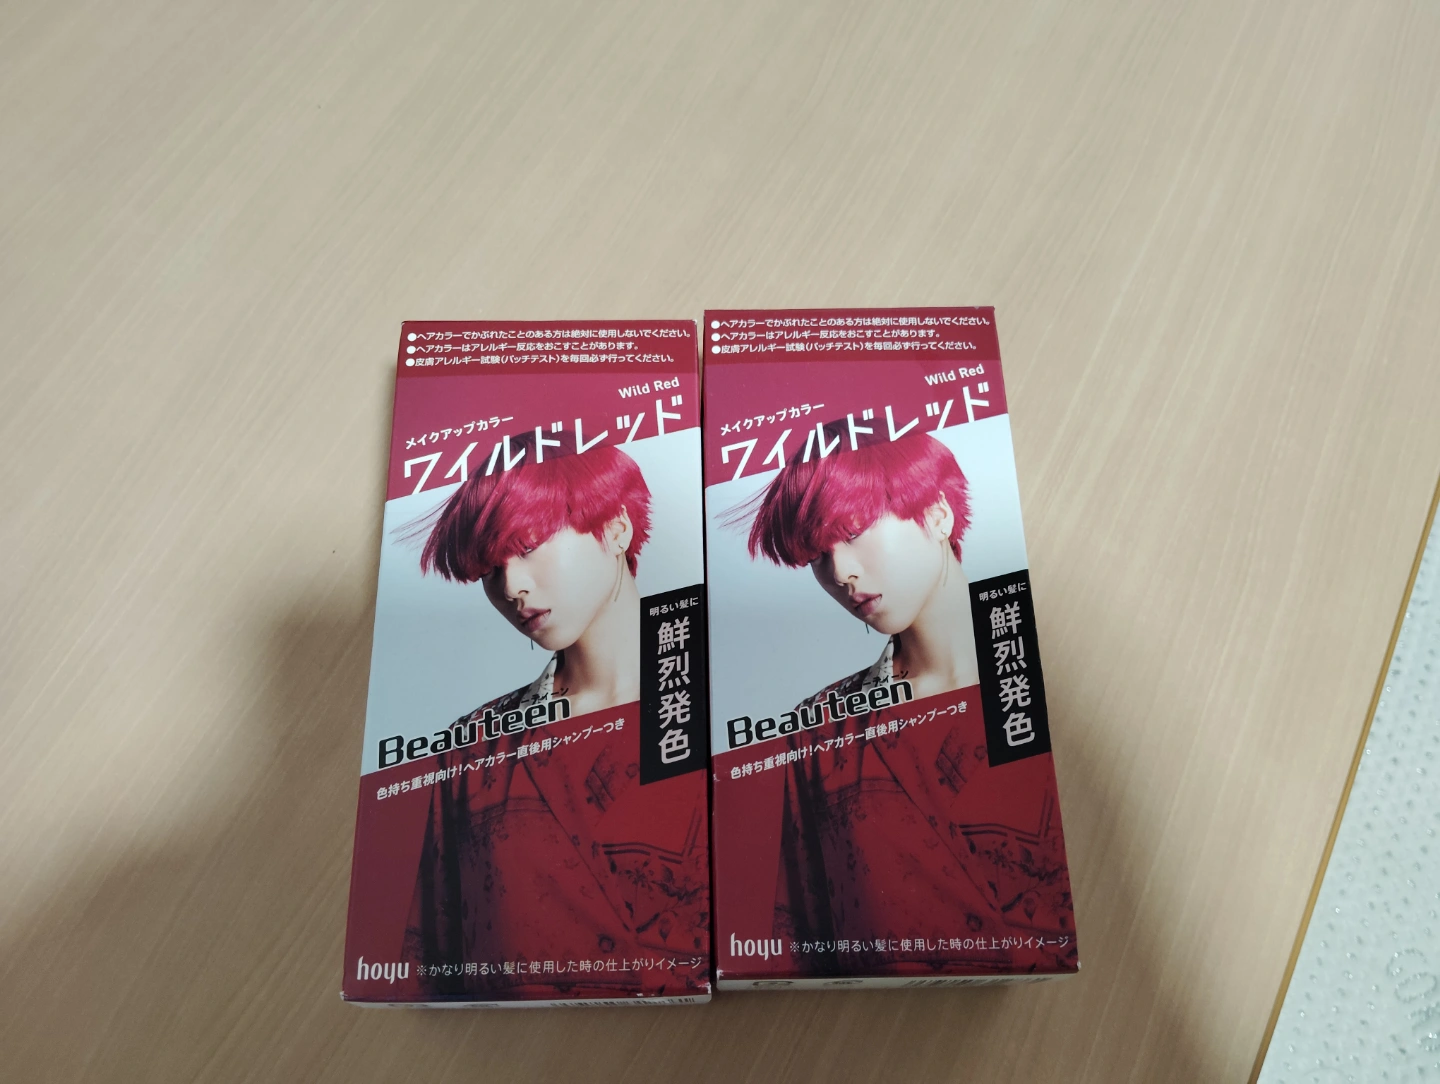 ●ヘアカラーでかぶれたことのある方は絶対に使用しないでください。
●ヘアカラーはアレルギー反応をおこすことがあります。
●皮膚アレルギー試験(パッチテスト)を毎回必ず行ってください。
Wild Red
メイクアップカラー
ワイルドレッド
明るい髪に
鮮烈発色
Beauteen
色持ち重視向け!ヘアカラー直後用シャンプーつき
hoyu ※かなり明るい髪に使用した時の仕上がりイメージ
●ヘアカラーでかぶれたことのある方は絶対に使用しないでください。
●ヘアカラーはアレルギー反応をおこすことがあります。
●皮膚アレルギー試験(パッチテスト)を毎回必ず行ってください。
Wild Red
メイクアップカラー
ワイルドレッド
明るい髪に
鮮烈発色
Beauteen
色持ち重視向け!ヘアカラー直後用シャンプーつき
hoyu ※かなり明るい髪に使用した時の仕上がりイメージ